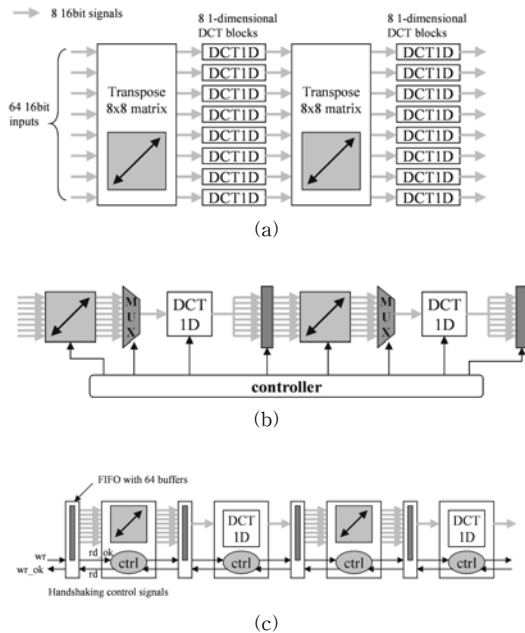 8 16bit signals
8 1-dimensional
DCT blocks
8 1-dimensional
DCT blocks
64 16bit
inputs
Transpose
8x8 matrix
DCT1D
DCT1D
DCT1D
DCT1D
DCT1D
DCT1D
DCT1D
DCT1D
Transpose
8x8 matrix
DCT1D
DCT1D
DCT1D
DCT1D
DCT1D
DCT1D
DCT1D
DCT1D
(a)
MUX
DCT
1D
MUX
DCT
1D
controller
(b)
FIFO with 64 buffers
DCT
1D
DCT
1D
wr
rd_ok
wr_ok
rd
ctrl
ctrl
ctrl
ctrl
Handshaking control signals
(c)